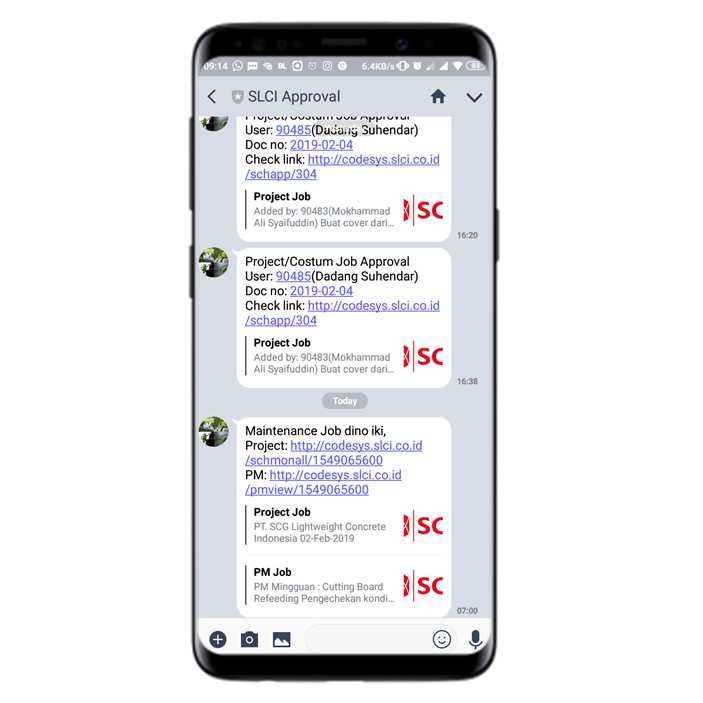 09:14
BL
6.4KB/s
SLCI Approval
Project/Costum Job Approval
User: 90485(Dadang Suhendar)
Doc no: 2019-02-04
Check link: http://codesys.slci.co.id
/schapp/304
Project Job
Added by: 90483(Mokhammad
Ali Syaifuddin) Buat cover dari...
SC
16:20
Project/Costum Job Approval
User: 90485(Dadang Suhendar)
Doc no: 2019-02-04
Check link: http://codesys.slci.co.id
/schapp/304
Project Job
Added by: 90483(Mokhammad
Ali Syaifuddin) Buat cover dari...
SC
16:38
Today
Maintenance Job dino iki,
Project: http://codesys.slci.co.id
/schmonall/1549065600
PM: http://codesys.slci.co.id
/pmview/1549065600
Project Job
PT. SCG Lightweight Concrete
Indonesia 02-Feb-2019
SC
PM Job
PM Mingguan : Cutting Board
Refeeding Pengechekan kondi...
SC
07:00